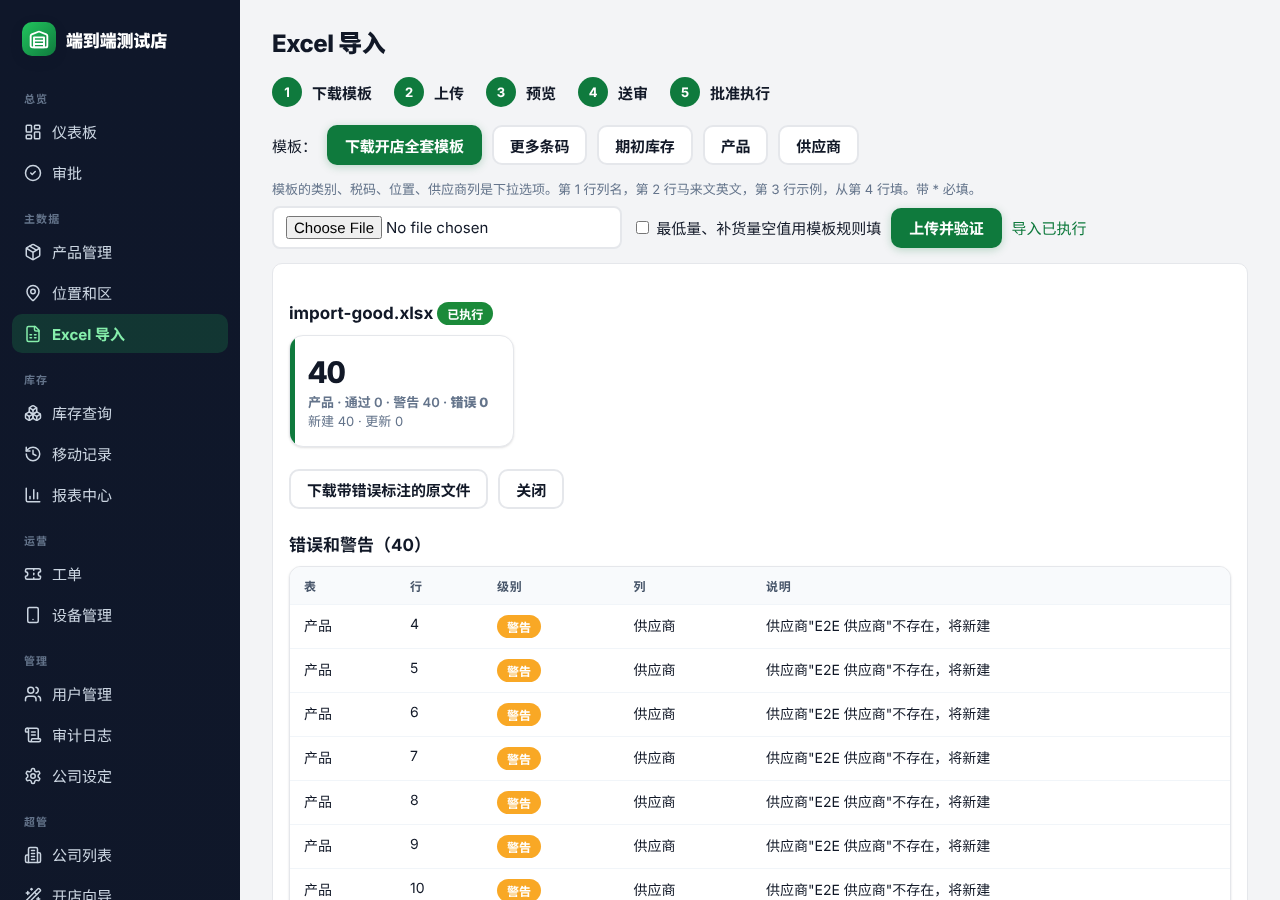 端到端测试店
总览
仪表板
审批
主数据
产品管理
位置和区
Excel 导入
库存
库存查询
移动记录
报表中心
运营
工单
设备管理
管理
用户管理
审计日志
公司设定
超管
公司列表
开店向导
Excel 导入
1 下载模板 2 上传 3 预览 4 送审 5 批准执行
模板： 下载开店全套模板 更多条码 期初库存 产品 供应商
模板的类别、税码、位置、供应商列是下拉选项。第 1 行列名，第 2 行马来文英文，第 3 行示例，从第 4 行填。带 * 必填。
Choose File No file chosen 最低量、补货量空值用模板规则填 上传并验证 导入已执行
import-good.xlsx 已执行
40
产品 · 通过 0 · 警告 40 · 错误 0
新建 40 · 更新 0
下载带错误标注的原文件 关闭
错误和警告（40）
表 行 级别 列 说明
产品 4 警告 供应商 供应商"E2E 供应商"不存在，将新建
产品 5 警告 供应商 供应商"E2E 供应商"不存在，将新建
产品 6 警告 供应商 供应商"E2E 供应商"不存在，将新建
产品 7 警告 供应商 供应商"E2E 供应商"不存在，将新建
产品 8 警告 供应商 供应商"E2E 供应商"不存在，将新建
产品 9 警告 供应商 供应商"E2E 供应商"不存在，将新建
产品 10 警告 供应商 供应商"E2E 供应商"不存在，将新建